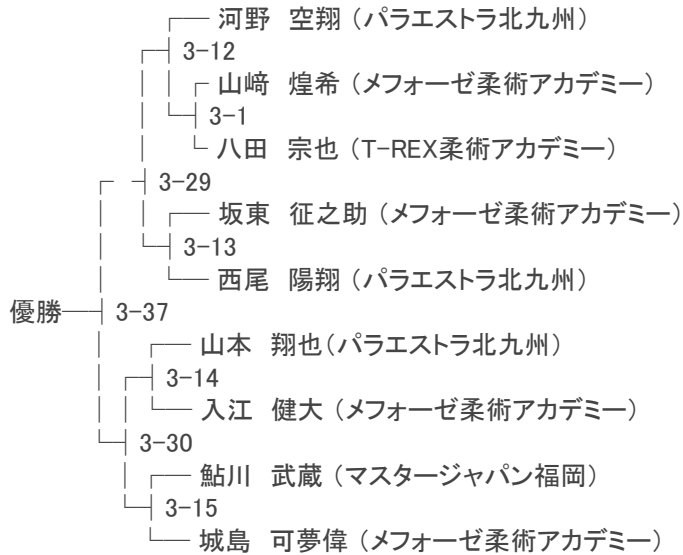 河野 空翔（パラエストラ北九州）
3-12
山﨑 煌希（メフォーゼ柔術アカデミー）
3-1
八田 宗也（T-REX柔術アカデミー）
3-29
坂東 征之助（メフォーゼ柔術アカデミー）
3-13
西尾 陽翔（パラエストラ北九州）
優勝 3-37
山本 翔也（パラエストラ北九州）
3-14
入江 健大（メフォーゼ柔術アカデミー）
3-30
鮎川 武蔵（マスタージャパン福岡）
3-15
城島 可夢偉（メフォーゼ柔術アカデミー）